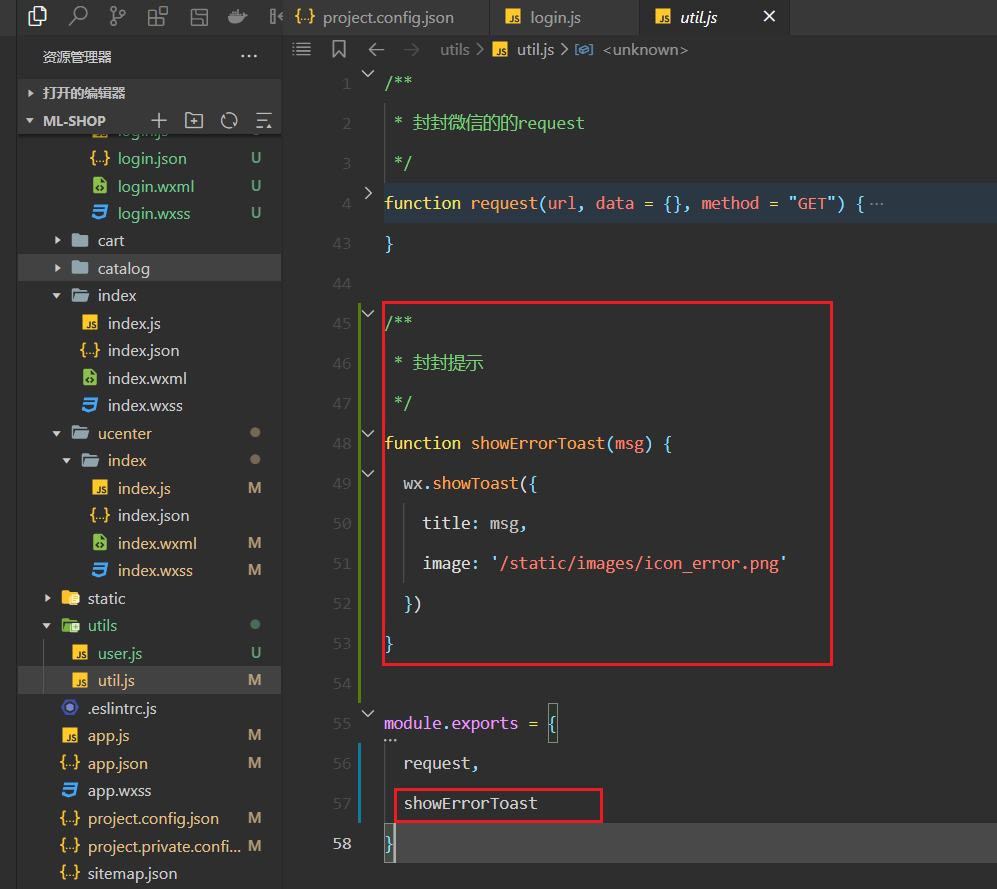 project.config.json
login.js
util.js
资源管理器
打开的编辑器
ML-SHOP
login.js
login.json U
login.wxml U
login.wxss U
cart
catalog
index
index.js
index.json
index.wxml
index.wxss
ucenter
index
index.js M
index.json
index.wxml M
index.wxss M
static
utils
user.js U
util.js M
.eslintrc.js
app.js M
app.json M
app.wxss
project.config.json M
project.private.confi... M
sitemap.json
utils > util.js > <unknown>
1 /**
2 * 封封微信的的request
3 */
4 function request(url, data = {}, method = "GET") { ...
43 }
44
45 /**
46 * 封封提示
47 */
48 function showErrorToast(msg) {
49 wx.showToast({
50 title: msg,
51 image: '/static/images/icon_error.png'
52 })
53 }
54
55 module.exports = {
56 request,
57 showErrorToast
58 }